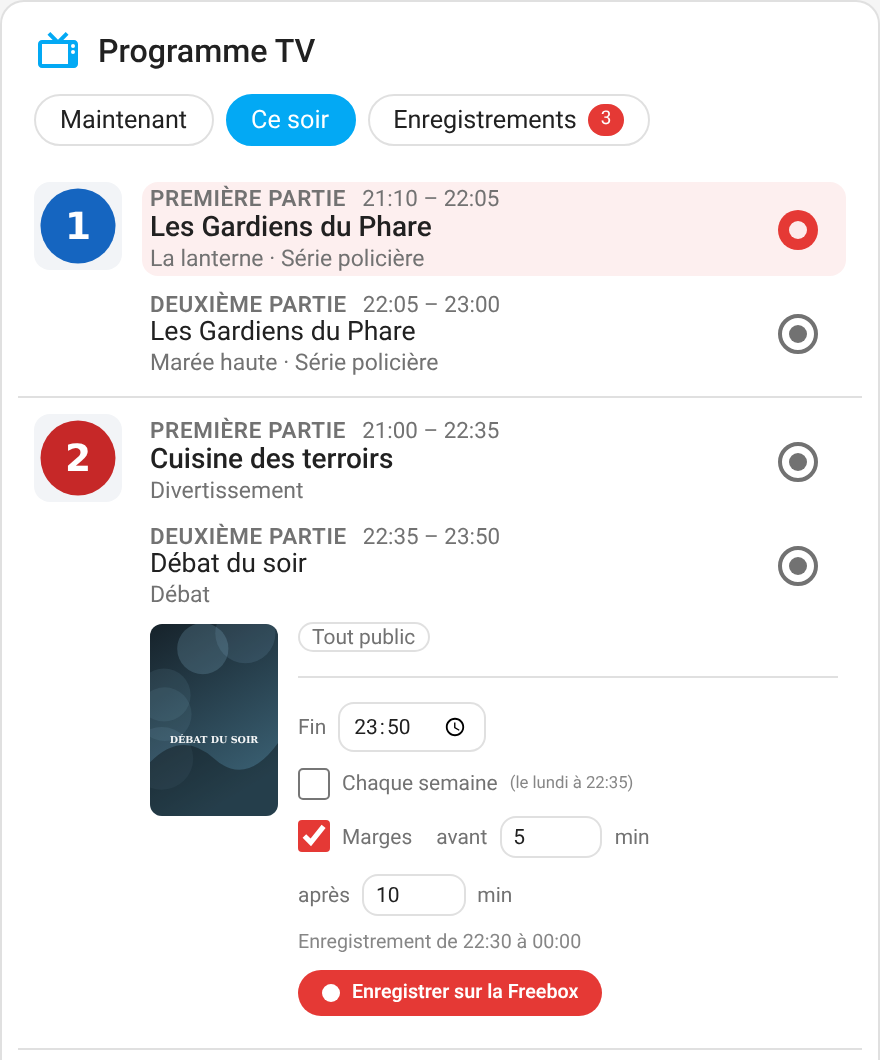 Programme TV
Maintenant
Ce soir
Enregistrements 3
1
PREMIÈRE PARTIE 21:10 – 22:05
Les Gardiens du Phare
La lanterne · Série policière
DEUXIÈME PARTIE 22:05 – 23:00
Les Gardiens du Phare
Marée haute · Série policière
2
PREMIÈRE PARTIE 21:00 – 22:35
Cuisine des terroirs
Divertissement
DEUXIÈME PARTIE 22:35 – 23:50
Débat du soir
Débat
DÉBAT DU SOIR
Tout public
Fin 23:50
Chaque semaine (le lundi à 22:35)
Marges avant 5 min
après 10 min
Enregistrement de 22:30 à 00:00
Enregistrer sur la Freebox